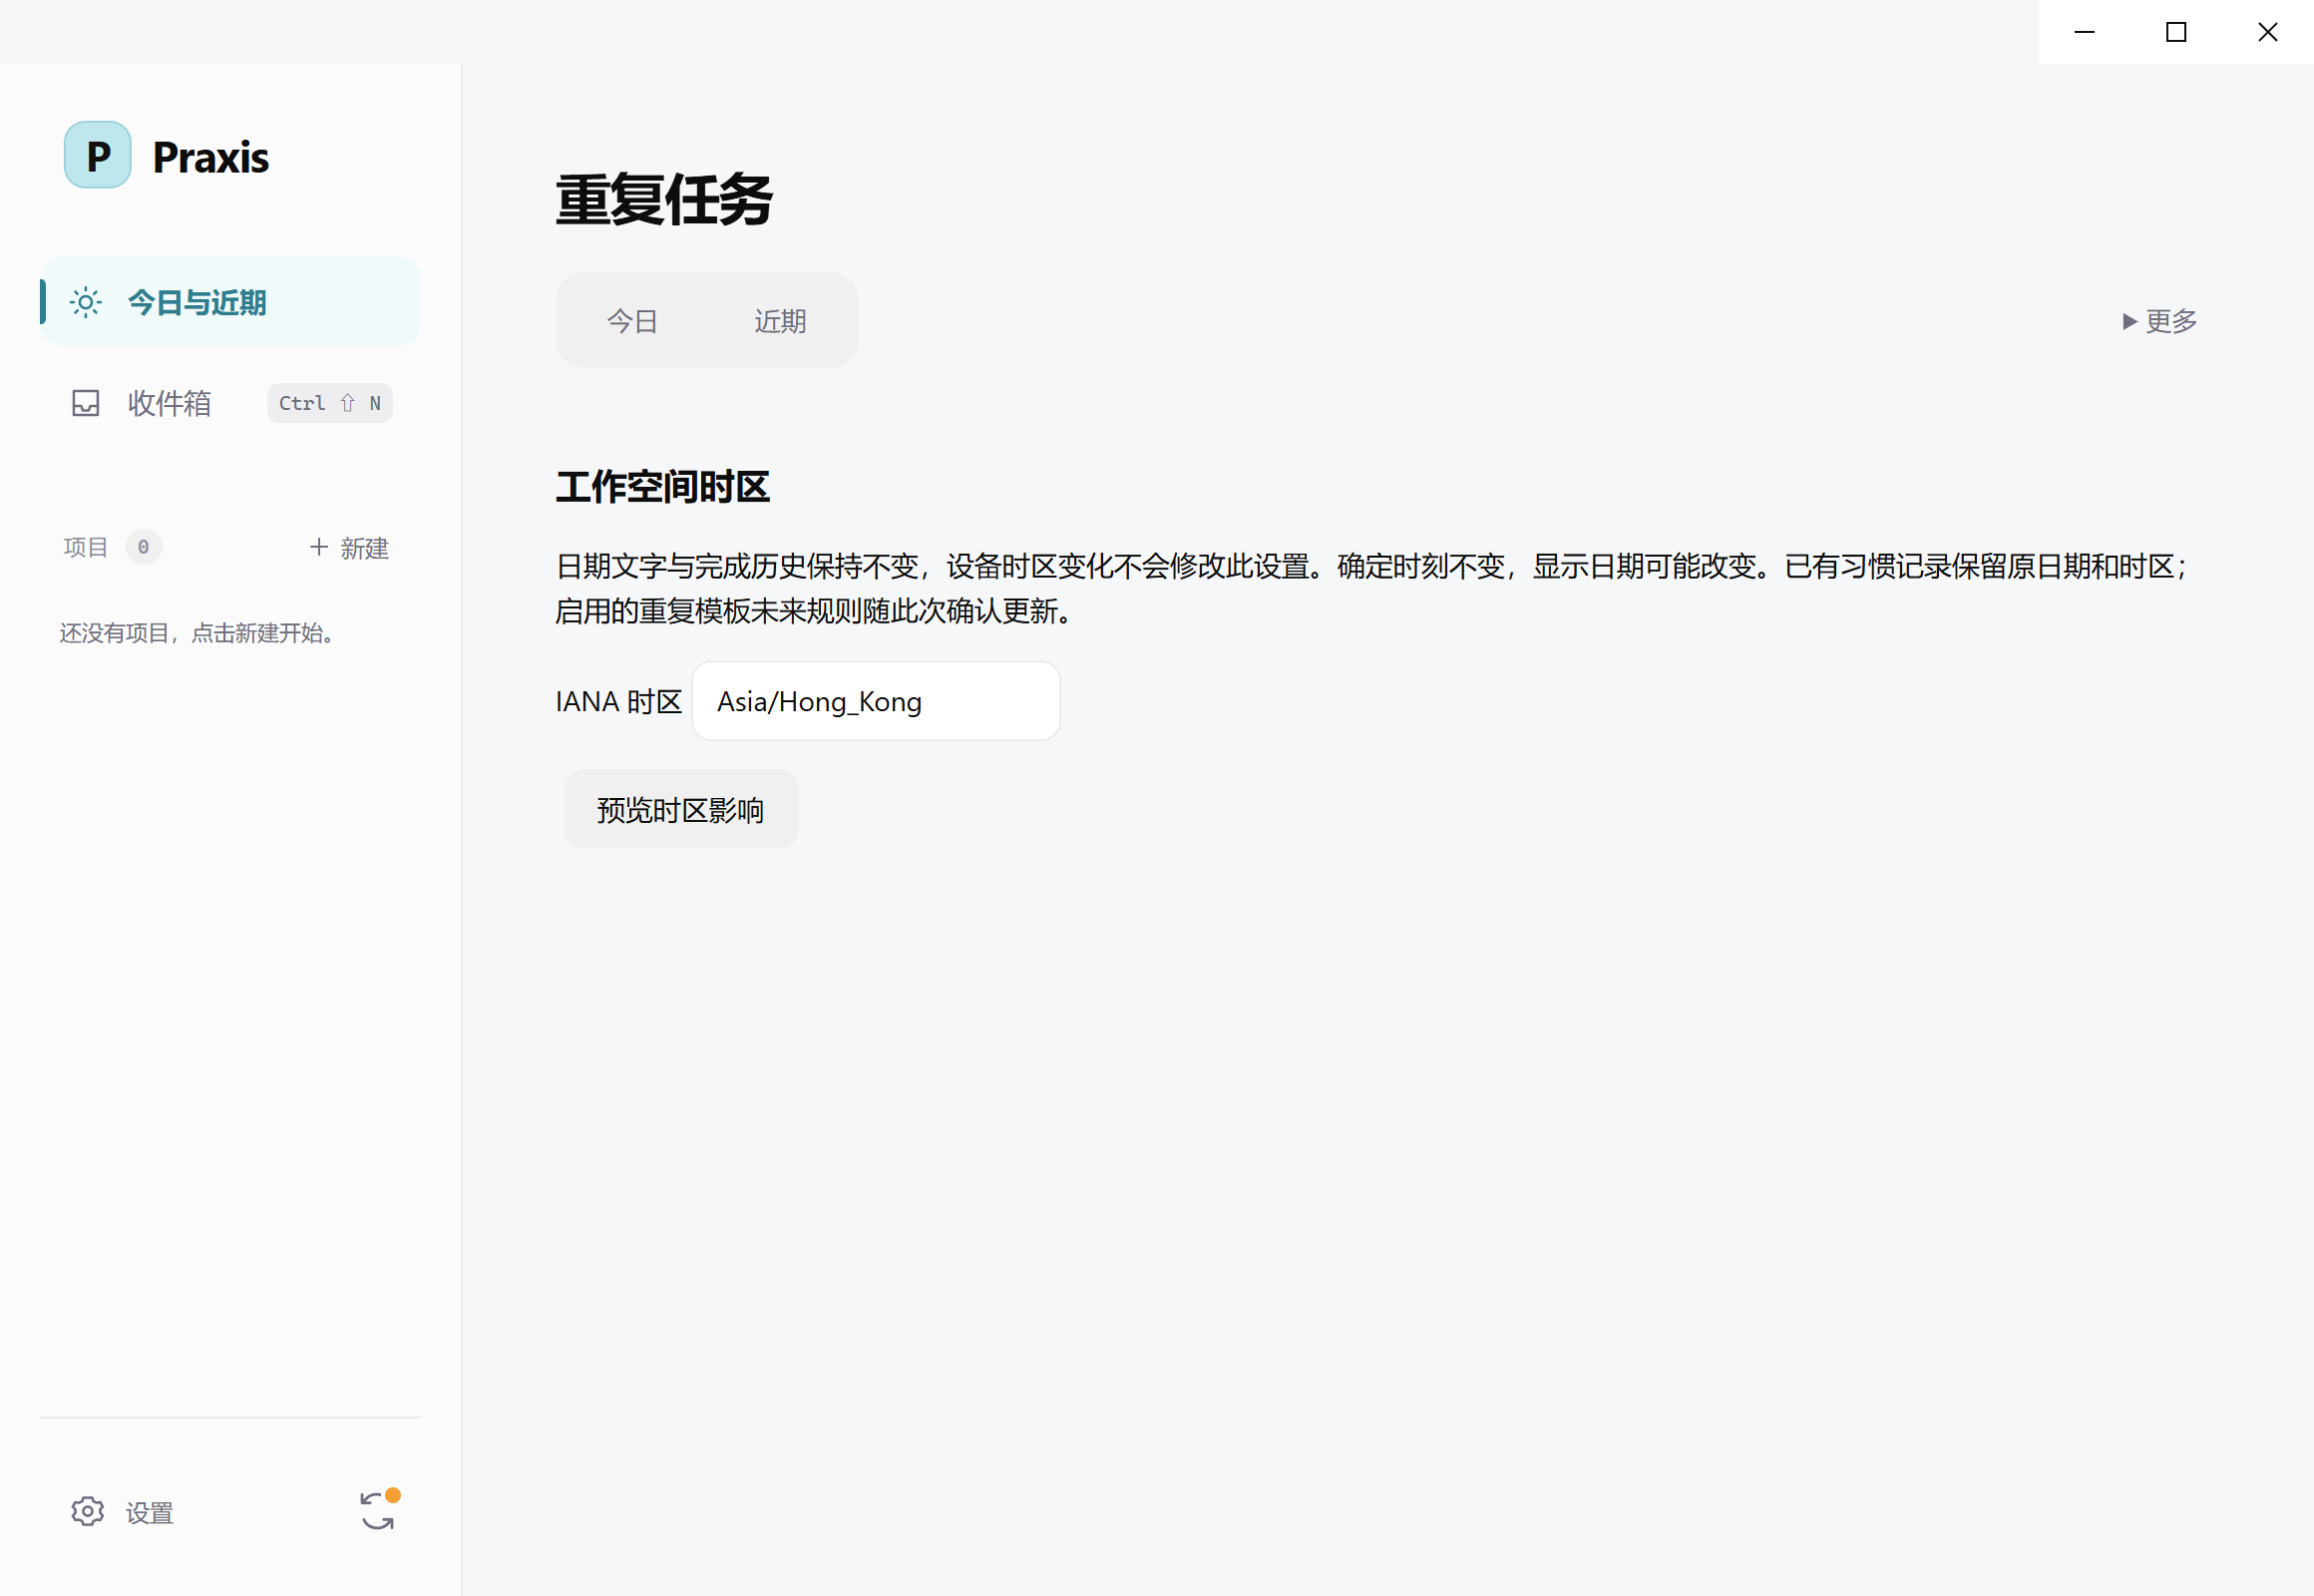 P Praxis
今日与近期
收件箱 Ctrl ⇧ N
项目 0 + 新建
还没有项目，点击新建开始。
设置
重复任务
今日 近期
▶ 更多
工作空间时区
日期文字与完成历史保持不变，设备时区变化不会修改此设置。确定时刻不变，显示日期可能改变。已有习惯记录保留原日期和时区；
启用的重复模板未来规则随此次确认更新。
IANA 时区 Asia/Hong_Kong
预览时区影响